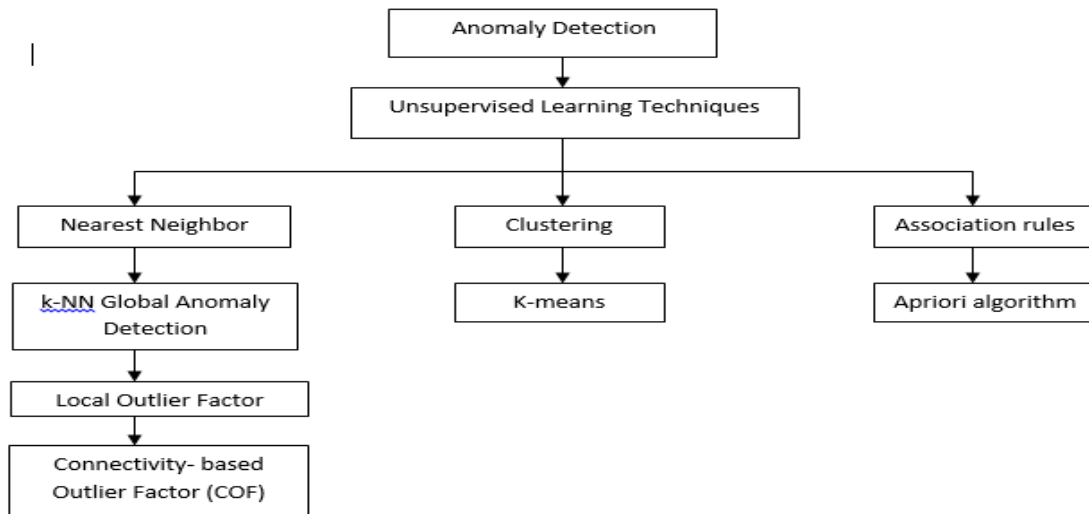 Anomaly Detection
Unsupervised Learning Techniques
Nearest Neighbor
Clustering
Association rules
k-NN Global Anomaly
Detection
K-means
Apriori algorithm
Local Outlier Factor
Connectivity- based
Outlier Factor (COF)